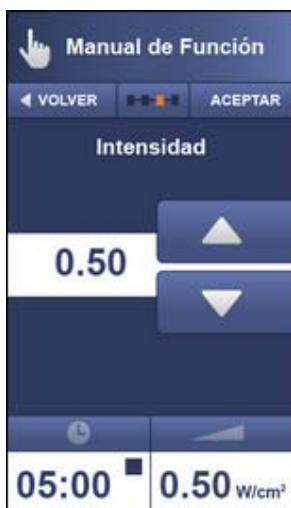 Manual de Función
VOLVER
ACEPTAR
Intensidad
0.50
05:00
0.50 W/cm²